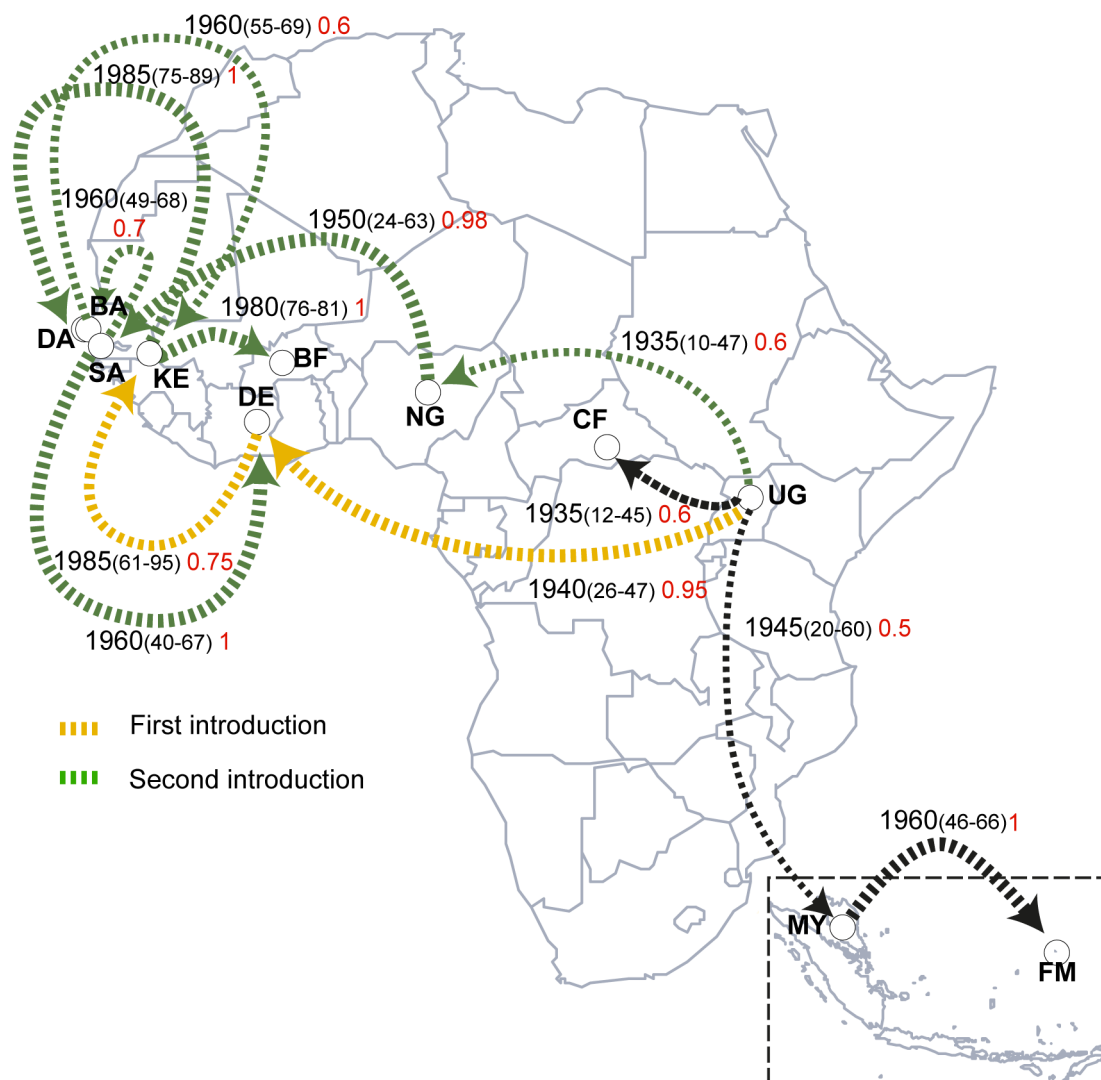 1960(55-69) 0.6
1985(75-89) 1
1960(49-68)
0.7
1950(24-63) 0.98
1980(76-81) 1
1935(10-47) 0.6
BA
DA
SA
KE
BF
DE
NG
CF
UG
1935(12-45) 0.6
1985(61-95) 0.75
1940(26-47) 0.95
1960(40-67) 1
1945(20-60) 0.5
First introduction
Second introduction
1960(46-66)1
MY
FM